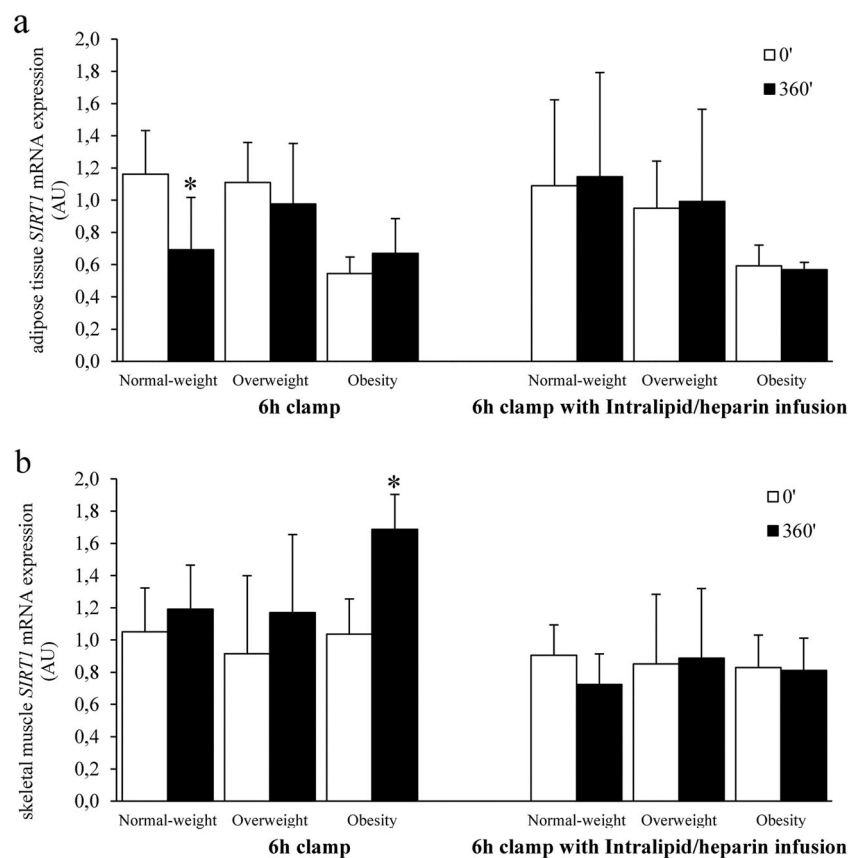 a
adipose tissue SIRT1 mRNA expression
(AU)
2,0
1,8
1,6
1,4
1,2
1,0
0,8
0,6
0,4
0,2
0,0
0'
360'
*
Normal-weight Overweight Obesity Normal-weight Overweight Obesity
6h clamp 6h clamp with Intralipid/heparin infusion
b
skeletal muscle SIRT1 mRNA expression
(AU)
2,0
1,8
1,6
1,4
1,2
1,0
0,8
0,6
0,4
0,2
0,0
*
0'
360'
Normal-weight Overweight Obesity Normal-weight Overweight Obesity
6h clamp 6h clamp with Intralipid/heparin infusion